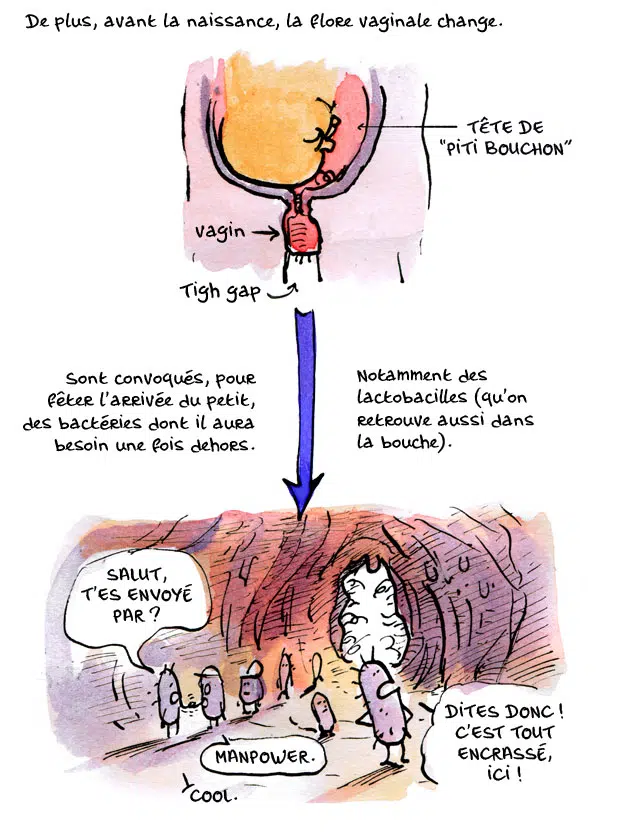 De plus, avant la naissance, la flore vaginale change.
TÊTE DE
"PITI BOUCHON"
vagin
Tigh gap
Sont convoqués, pour
fêter l'arrivée du petit,
des bactéries dont il aura
besoin une fois dehors.
Notamment des
lactobacilles (qu'on
retrouve aussi dans
la bouche).
SALUT,
T'ES ENVOYÉ
PAR ?
MANPOWER.
COOL.
DITES DONC !
C'EST TOUT
ENCRASSÉ,
ICI !